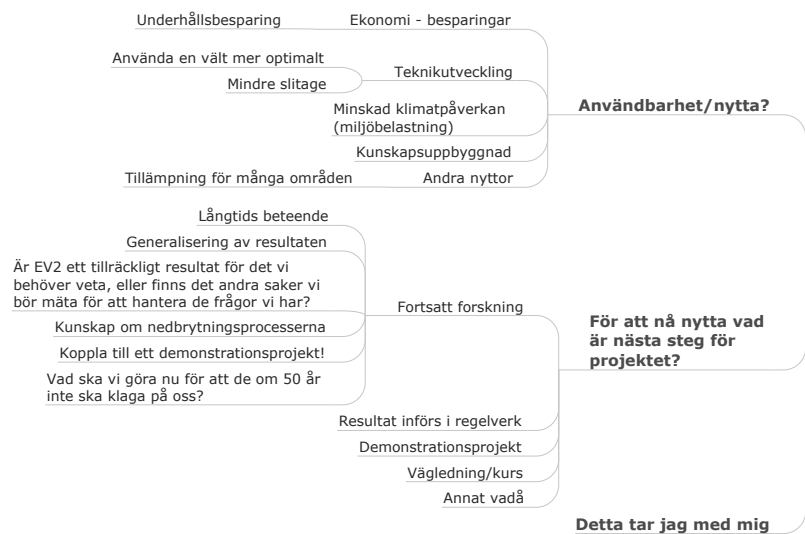 Underhållsbesparing
Ekonomi - besparingar
Använda en vält mer optimalt
Mindre slitage
Teknikutveckling
Minskad klimatpåverkan
(miljöbelastning)
Kunskapsuppbyggnad
Tillämpning för många områden
Andra nyttor
Användbarhet/nytta?
Långtids beteende
Generalisering av resultaten
Är EV2 ett tillräckligt resultat för det vi
behöver veta, eller finns det andra saker vi
bör mäta för att hantera de frågor vi har?
Kunskap om nedbrytningsprocesserna
Koppla till ett demonstrationsprojekt!
Vad ska vi göra nu för att de om 50 år
inte ska klaga på oss?
Fortsatt forskning
Resultat införs i regelverk
Demonstrationsprojekt
Vägledning/kurs
Annat vadå
För att nå nytta vad
är nästa steg för
projektet?
Detta tar jag med mig